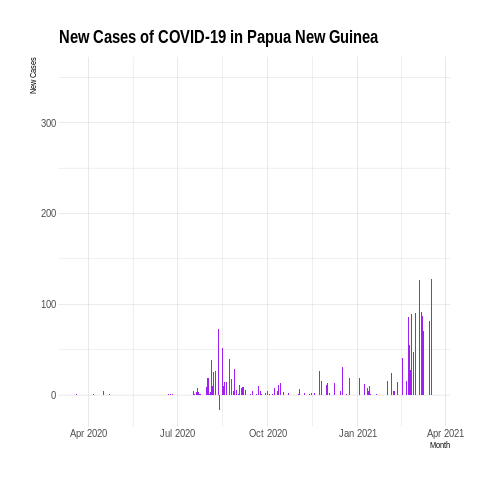 New Cases of COVID-19 in Papua New Guinea
New Cases
300
200
100
0
Apr 2020 Jul 2020 Oct 2020 Jan 2021 Apr 2021
Month